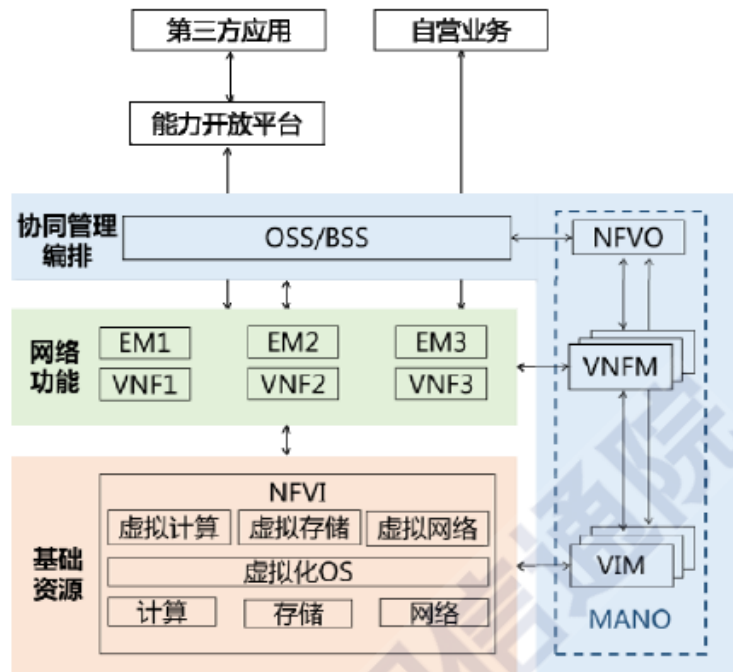 第三方应用
自营业务
能力开放平台
协同管理
编排
OSS/BSS
NFVO
网络
功能
EM1
EM2
EM3
VNF1
VNF2
VNF3
VNFM
NFVI
虚拟计算
虚拟存储
虚拟网络
基础
资源
虚拟化OS
VIM
计算
存储
网络
MANO
信通院